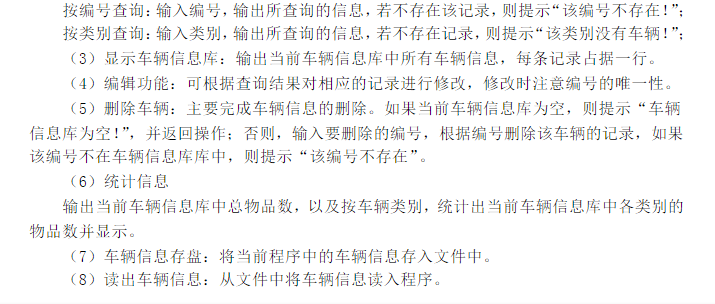 按编号查询：输入编号，输出所查询的信息，若不存在该记录，则提示“该编号不存在！”；
按类别查询：输入类别，输出所查询的信息，若不存在记录，则提示“该类别没有车辆！”；
（3）显示车辆信息库：输出当前车辆信息库中所有车辆信息，每条记录占据一行。
（4）编辑功能：可根据查询结果对相应的记录进行修改，修改时注意编号的唯一性。
（5）删除车辆：主要完成车辆信息的删除。如果当前车辆信息库为空，则提示“车辆
信息库为空！”，并返回操作；否则，输入要删除的编号，根据编号删除该车辆的记录，如果
该编号不在车辆信息库库中，则提示“该编号不存在”。
（6）统计信息
输出当前车辆信息库中总物品数，以及按车辆类别，统计出当前车辆信息库中各类别的
物品数并显示。
（7）车辆信息存盘：将当前程序中的车辆信息存入文件中。
（8）读出车辆信息：从文件中将车辆信息读入程序。